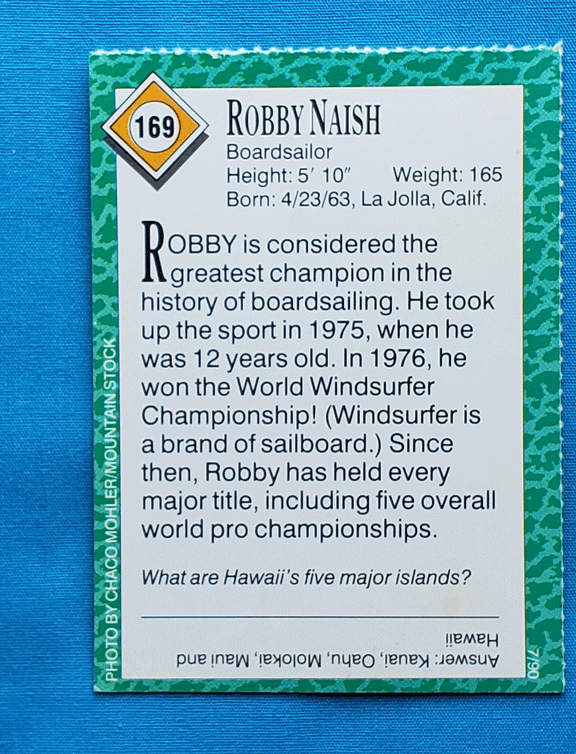 169
ROBBY NAISH
Boardsailor
Height: 5′ 10″ Weight: 165
Born: 4/23/63, La Jolla, Calif.
ROBBY is considered the
greatest champion in the
history of boardsailing. He took
up the sport in 1975, when he
was 12 years old. In 1976, he
won the World Windsurfer
Championship! (Windsurfer is
a brand of sailboard.) Since
then, Robby has held every
major title, including five overall
world pro championships.
What are Hawaii's five major islands?
Answer: Kauai, Oahu, Molokai, Maui and
Hawaii
PHOTO BY CHACO MOHLER/MOUNTAIN STOCK
7/90